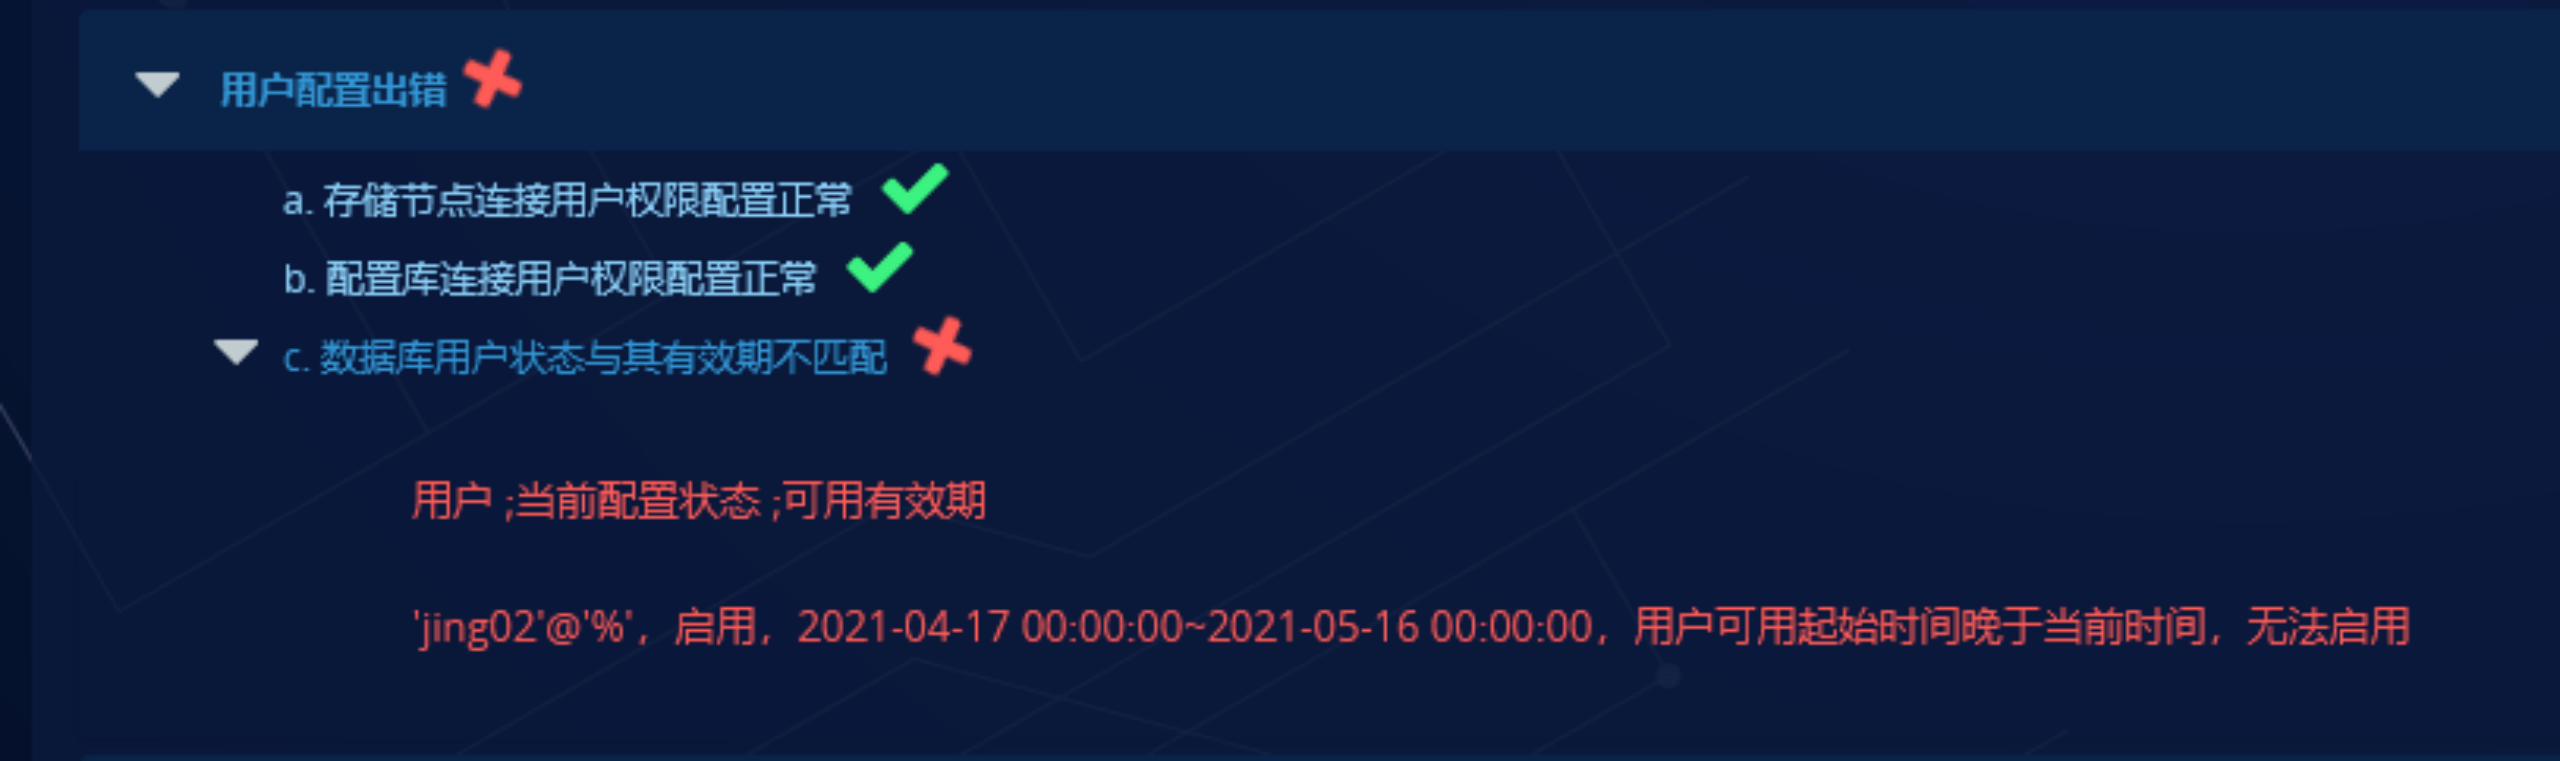 用户配置出错
a. 存储节点连接用户权限配置正常
b. 配置库连接用户权限配置正常
c. 数据库用户状态与其有效期不匹配
用户 ;当前配置状态 ;可用有效期
'jing02'@'%'，启用，2021-04-17 00:00:00~2021-05-16 00:00:00，用户可用起始时间晚于当前时间，无法启用